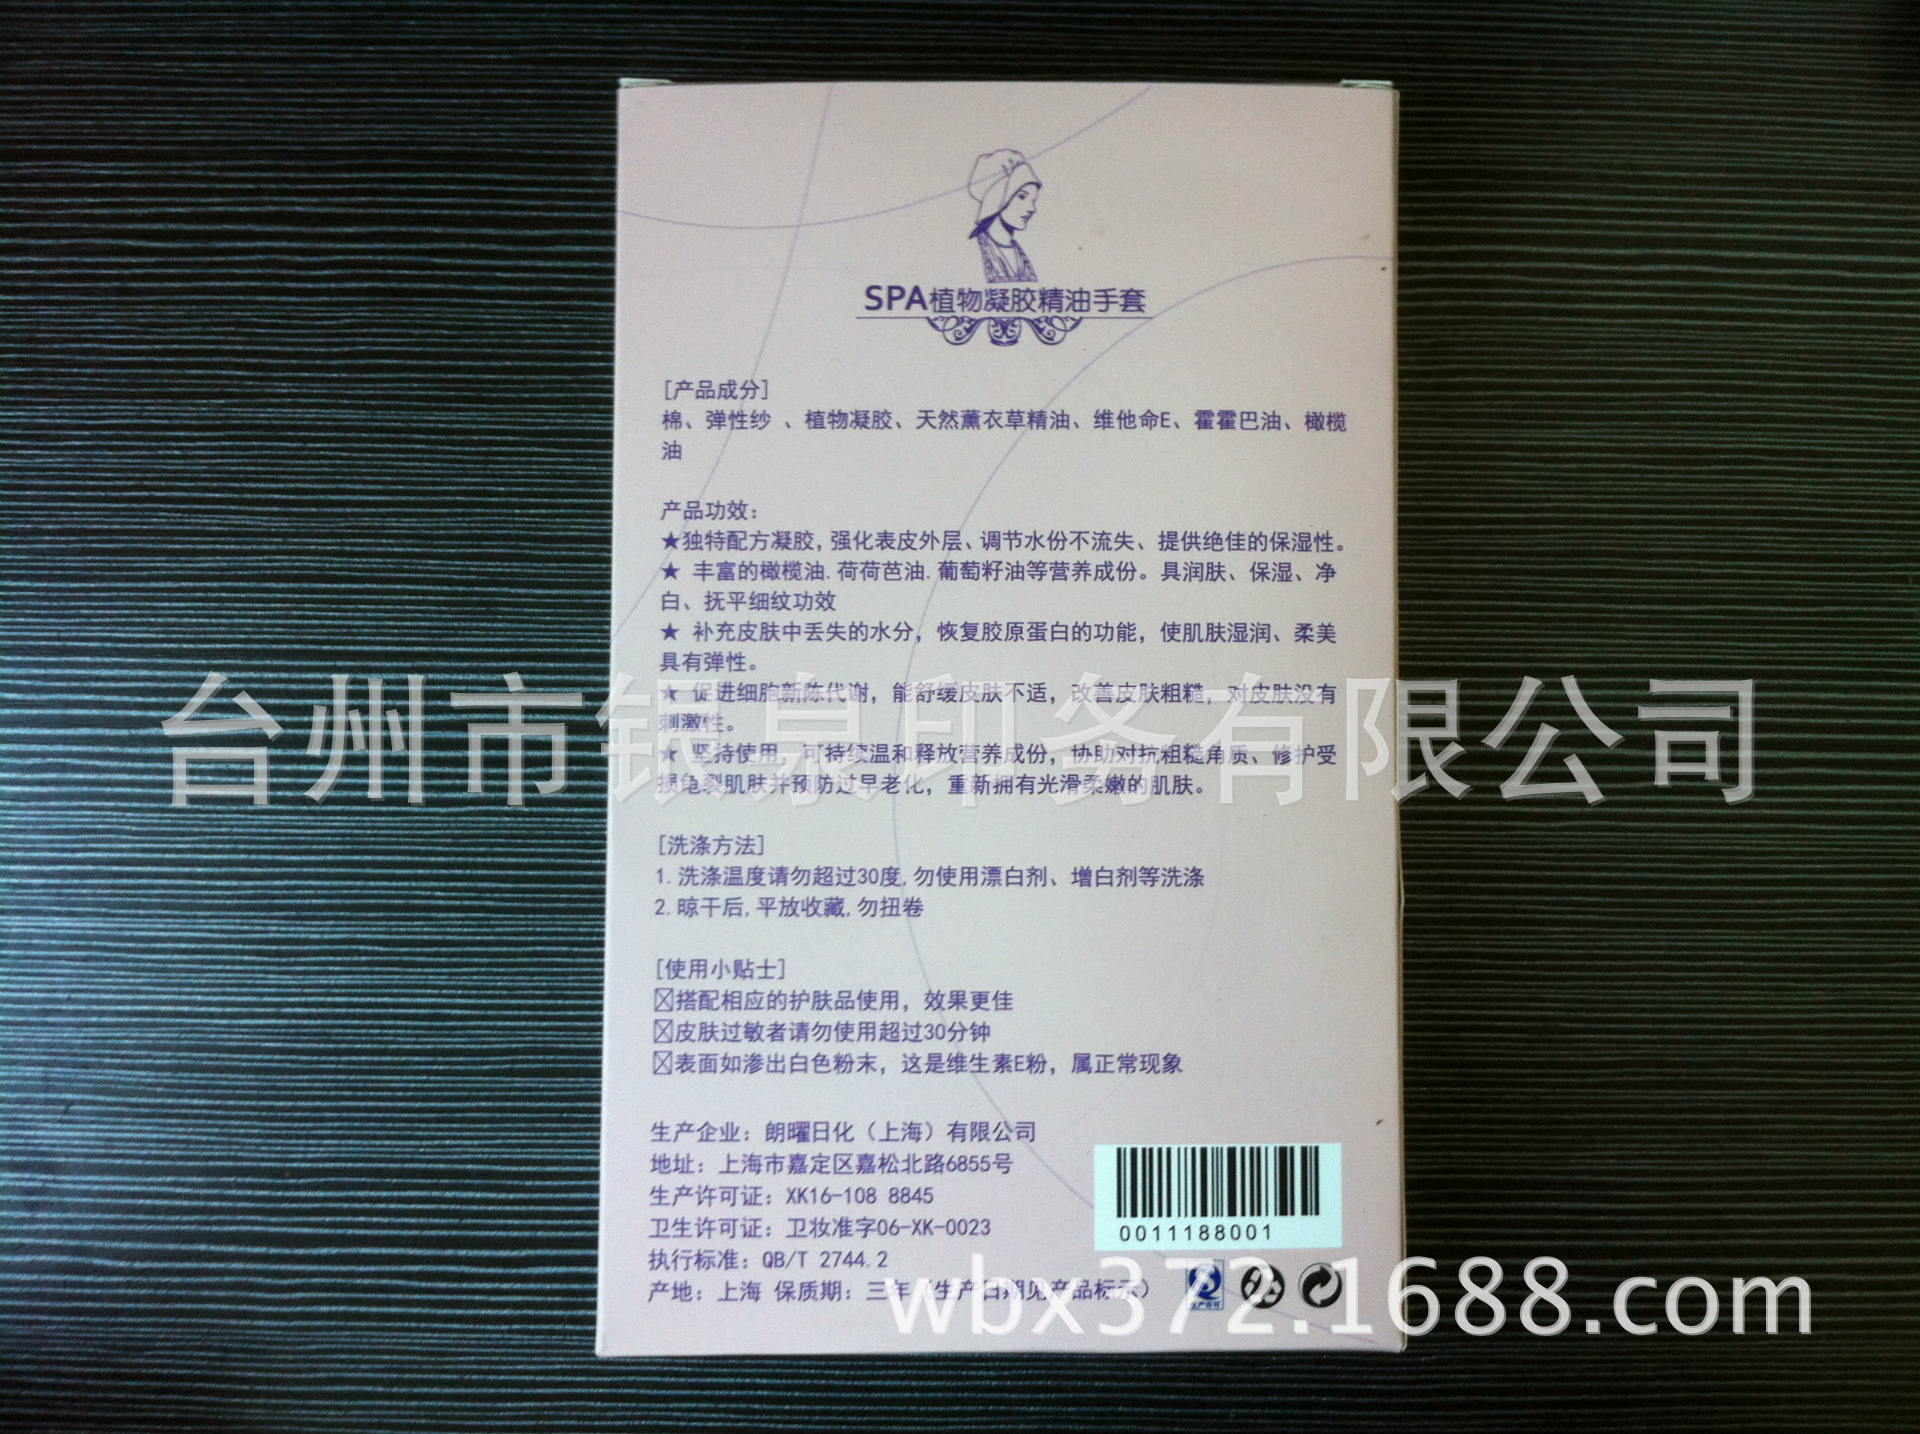 SPA植物凝胶精油手套
[产品成分]
棉、弹性纱 、植物凝胶、天然薰衣草精油、维他命E、霍霍巴油、橄榄
油
产品功效：
★独特配方凝胶,强化表皮外层、调节水份不流失、提供绝佳的保湿性。
★ 丰富的橄榄油.荷荷芭油.葡萄籽油等营养成份。具润肤、保湿、净
白、抚平细纹功效
★ 补充皮肤中丢失的水分，恢复胶原蛋白的功能，使肌肤湿润、柔美
具有弹性。
★ 促进细胞新陈代谢，能舒缓皮肤不适，改善皮肤粗糙，对皮肤没有
刺激性。
★ 坚持使用，可持续温和释放营养成份，协助对抗粗糙角质、修护受
损龟裂肌肤并预防过早老化，重新拥有光滑柔嫩的肌肤。
台州市银泉印务有限公司
[洗涤方法]
1.洗涤温度请勿超过30度,勿使用漂白剂、增白剂等洗涤
2.晾干后,平放收藏,勿扭卷
[使用小贴士]
搭配相应的护肤品使用，效果更佳
皮肤过敏者请勿使用超过30分钟
表面如渗出白色粉末，这是维生素E粉，属正常现象
生产企业：朗曜日化（上海）有限公司
地址：上海市嘉定区嘉松北路6855号
生产许可证：XK16-108 8845
卫生许可证：卫妆准字06-XK-0023
执行标准：QB/T 2744.2
产地：上海 保质期：三年（生产日期见产品标示）
0011188001
生产许可
wbx372.1688.com